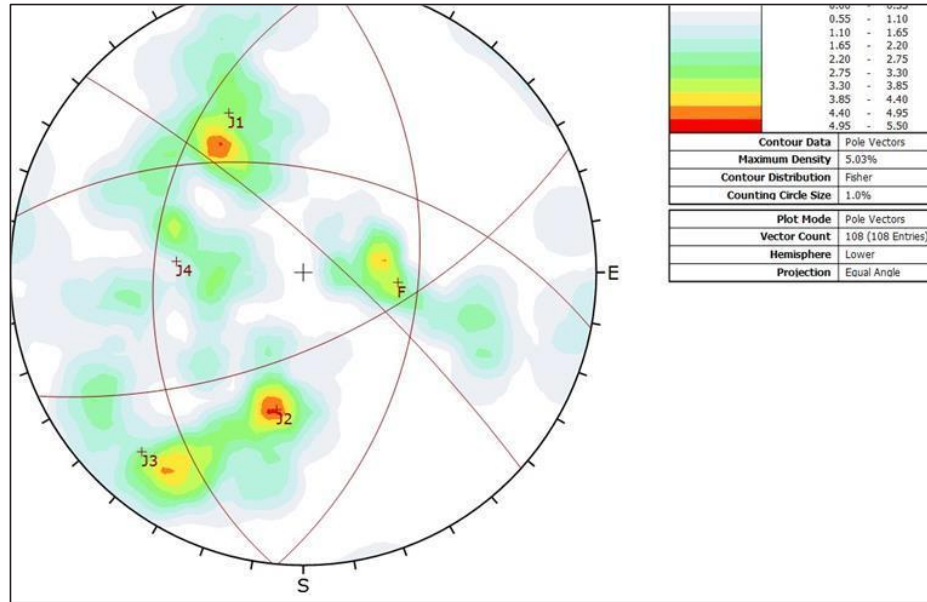 0.55 - 1.10
1.10 - 1.65
1.65 - 2.20
2.20 - 2.75
2.75 - 3.30
3.30 - 3.85
3.85 - 4.40
4.40 - 4.95
4.95 - 5.50
Contour Data Pole Vectors
Maximum Density 5.03%
Contour Distribution Fisher
Counting Circle Size 1.0%
Plot Mode Pole Vectors
Vector Count 108 (108 Entries)
Hemisphere Lower
Projection Equal Angle
J1
J4
E
F
J2
J3
S